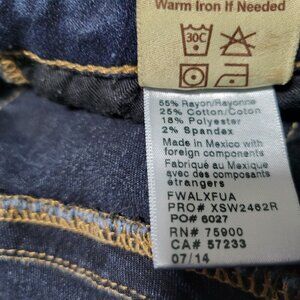 Warm Iron If Needed
30C
55% Rayon/Rayonne
25% Cotton/Coton
18% Polyester
2% Spandex
Made in Mexico with
foreign components
Fabriqué au Mexique
avec des composants
étrangers
FWALXFUA
PRO# XSW2462R
PO# 6027
RN# 75900
CA# 57233
07/14